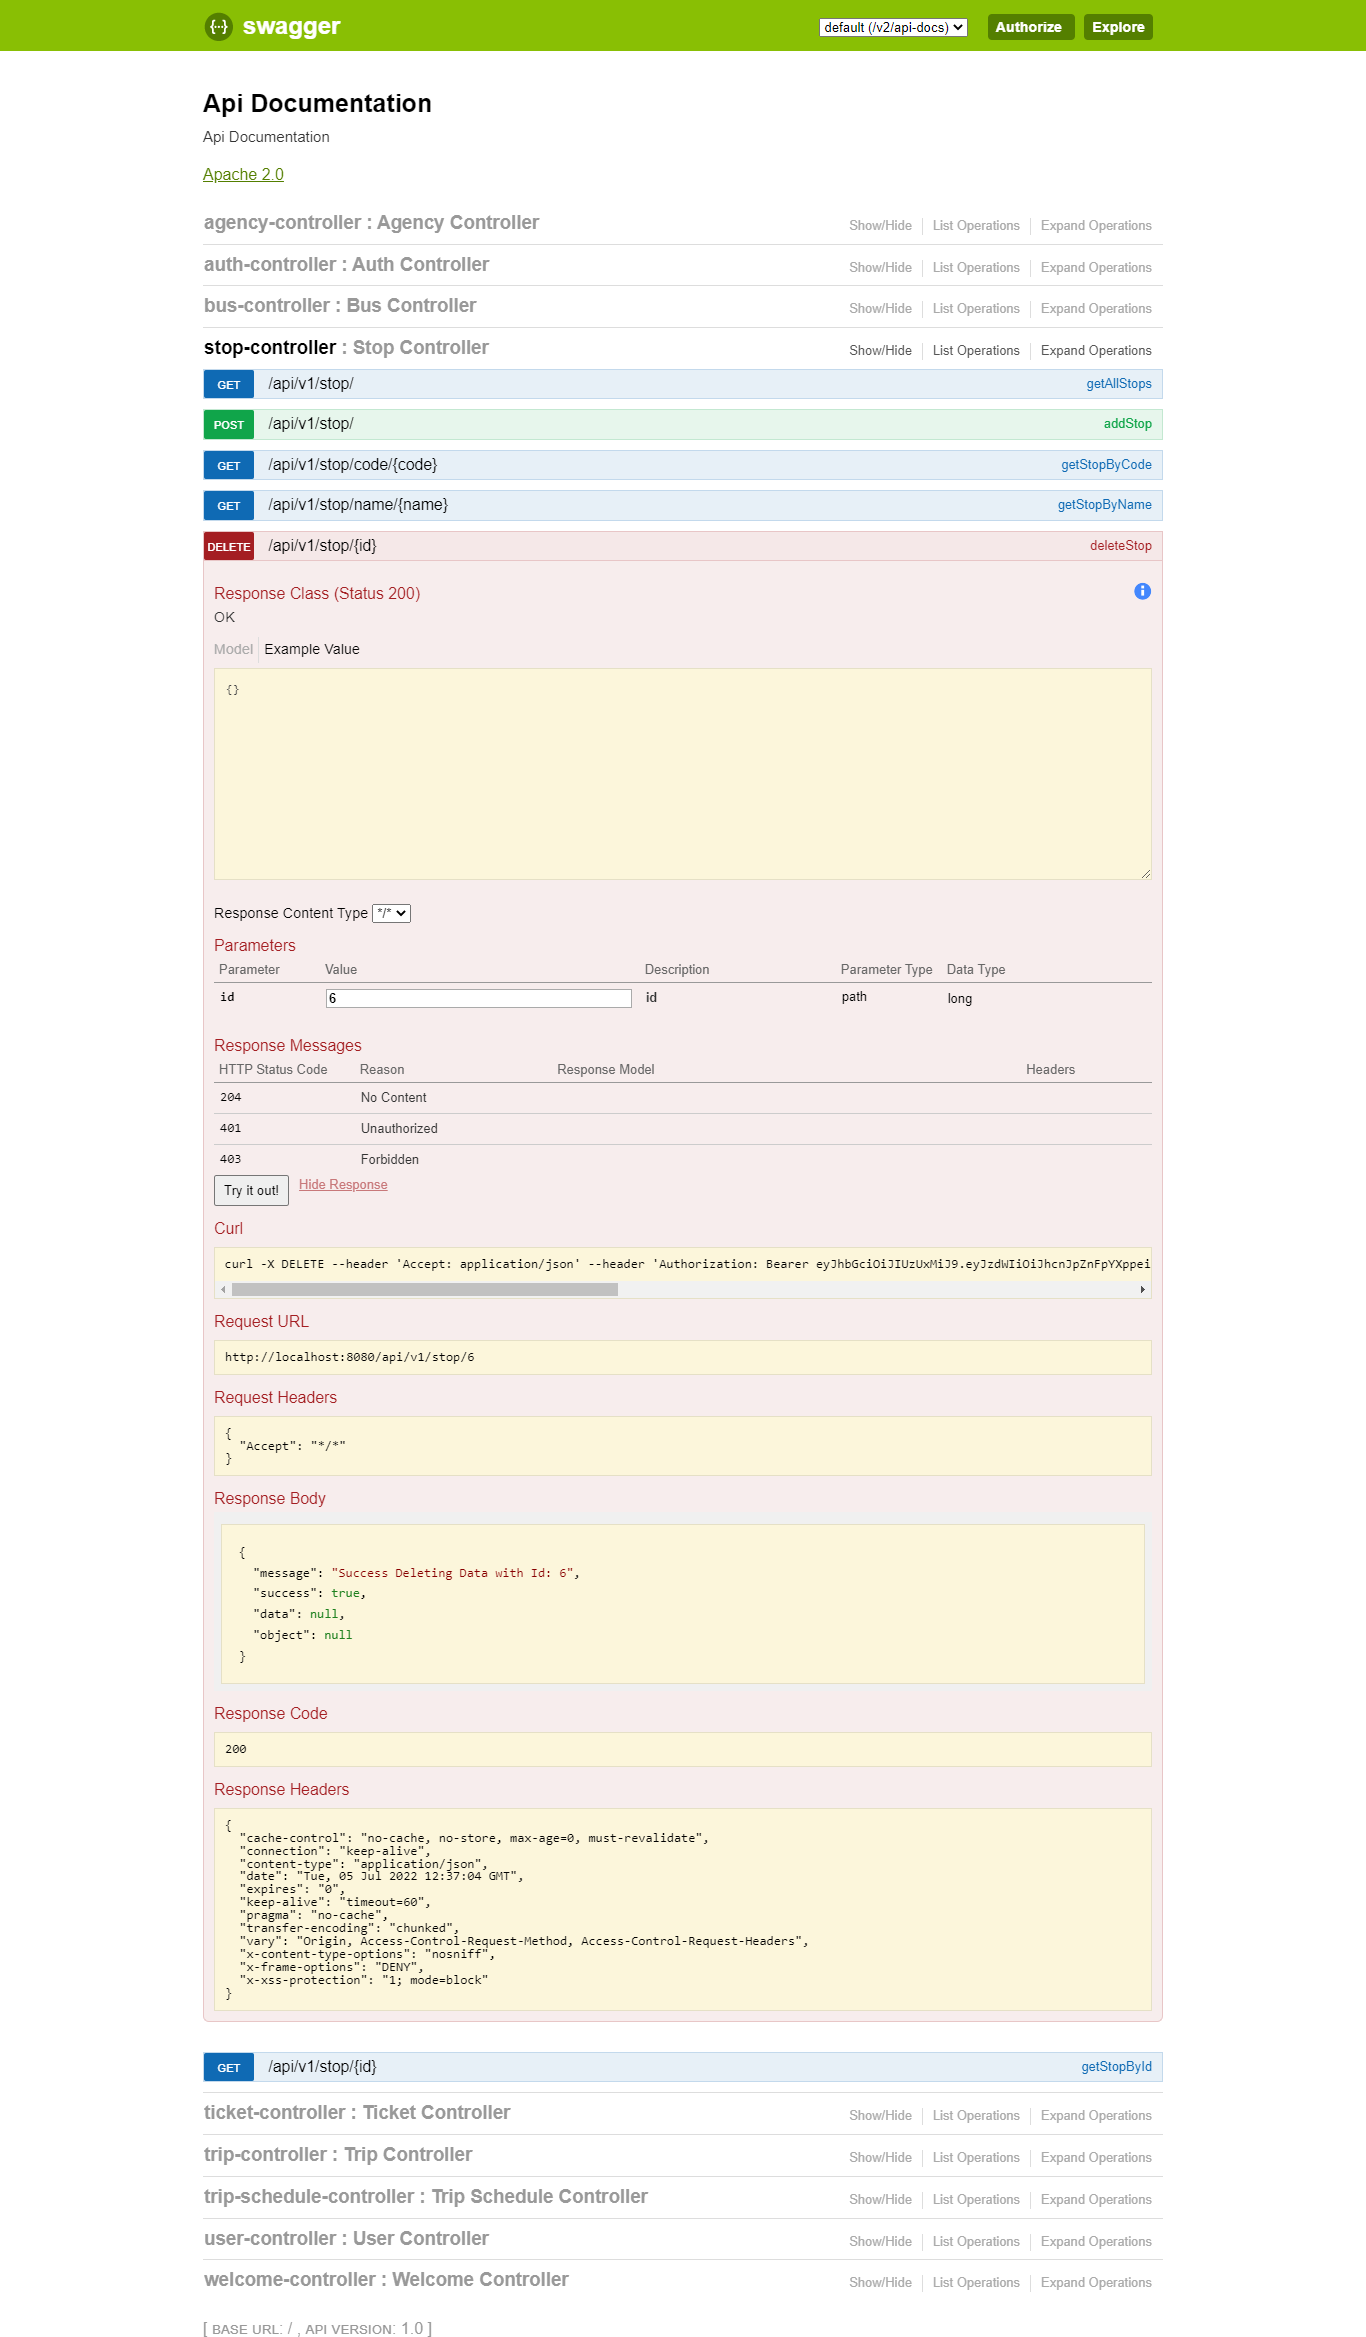 swagger default (/v2/api-docs) Authorize Explore
Api Documentation
Api Documentation
Apache 2.0
agency-controller : Agency Controller Show/Hide List Operations Expand Operations
auth-controller : Auth Controller Show/Hide List Operations Expand Operations
bus-controller : Bus Controller Show/Hide List Operations Expand Operations
stop-controller : Stop Controller Show/Hide List Operations Expand Operations
GET /api/v1/stop/ getAllStops
POST /api/v1/stop/ addStop
GET /api/v1/stop/code/{code} getStopByCode
GET /api/v1/stop/name/{name} getStopByName
DELETE /api/v1/stop/{id} deleteStop
Response Class (Status 200)
OK
Model Example Value
{}
Response Content Type */*
Parameters
Parameter Value Description Parameter Type Data Type
id 6 id path long
Response Messages
HTTP Status Code Reason Response Model Headers
204 No Content
401 Unauthorized
403 Forbidden
Try it out! Hide Response
Curl
curl -X DELETE --header 'Accept: application/json' --header 'Authorization: Bearer eyJhbGciOiJIUzUxMiJ9.eyJzdWIiOiJhcnJpZnFpYXppei
Request URL
http://localhost:8080/api/v1/stop/6
Request Headers
{
"Accept": "*/*"
}
Response Body
{
"message": "Success Deleting Data with Id: 6",
"success": true,
"data": null,
"object": null
}
Response Code
200
Response Headers
{
"cache-control": "no-cache, no-store, max-age=0, must-revalidate",
"connection": "keep-alive",
"content-type": "application/json",
"date": "Tue, 05 Jul 2022 12:37:04 GMT",
"expires": "0",
"keep-alive": "timeout=60",
"pragma": "no-cache",
"transfer-encoding": "chunked",
"vary": "Origin, Access-Control-Request-Method, Access-Control-Request-Headers",
"x-content-type-options": "nosniff",
"x-frame-options": "DENY",
"x-xss-protection": "1; mode=block"
}
GET /api/v1/stop/{id} getStopById
ticket-controller : Ticket Controller Show/Hide List Operations Expand Operations
trip-controller : Trip Controller Show/Hide List Operations Expand Operations
trip-schedule-controller : Trip Schedule Controller Show/Hide List Operations Expand Operations
user-controller : User Controller Show/Hide List Operations Expand Operations
welcome-controller : Welcome Controller Show/Hide List Operations Expand Operations
[ BASE URL: / , API VERSION: 1.0 ]